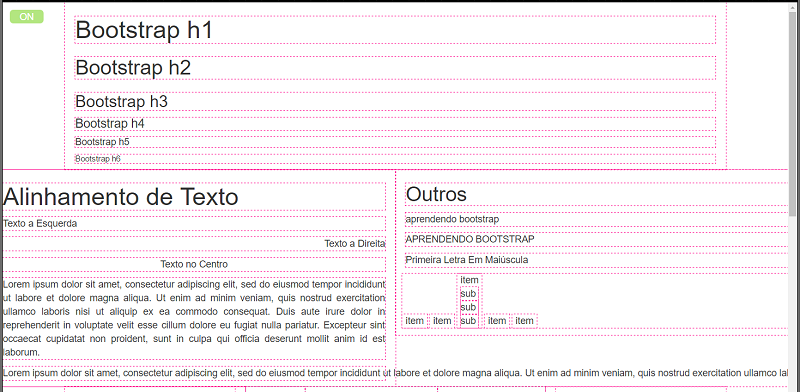 ON
Bootstrap h1
Bootstrap h2
Bootstrap h3
Bootstrap h4
Bootstrap h5
Bootstrap h6
Alinhamento de Texto
Texto a Esquerda
Texto a Direita
Texto no Centro
Lorem ipsum dolor sit amet, consectetur adipiscing elit, sed do eiusmod tempor incididunt
ut labore et dolore magna aliqua. Ut enim ad minim veniam, quis nostrud exercitation
ullamco laboris nisi ut aliquip ex ea commodo consequat. Duis aute irure dolor in
reprehenderit in voluptate velit esse cillum dolore eu fugiat nulla pariatur. Excepteur sint
occaecat cupidatat non proident, sunt in culpa qui officia deserunt mollit anim id est
laborum.
Lorem ipsum dolor sit amet, consectetur adipiscing elit, sed do eiusmod tempor incididunt ut labore et dolore magna aliqua. Ut enim ad minim veniam, quis nostrud exercitation ullamco la
Outros
aprendendo bootstrap
APRENDENDO BOOTSTRAP
Primeira Letra Em Maiúscula
item
sub
sub
item item sub item item